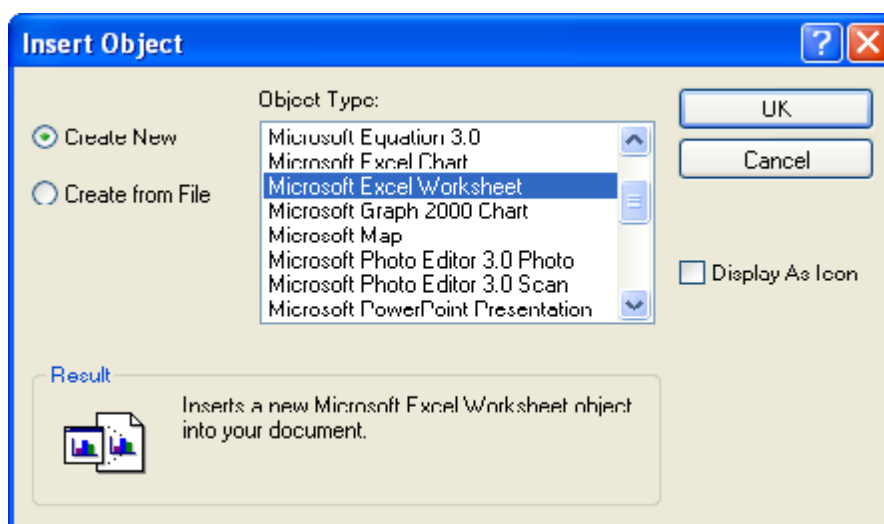 Insert Object
Object Type:
Create New
Create from File
Microsoft Equation 3.0
Microsoft Excel Chart
Microsoft Excel Worksheet
Microsoft Graph 2000 Chart
Microsoft Map
Microsoft Photo Editor 3.0 Photo
Microsoft Photo Editor 3.0 Scan
Microsoft PowerPoint Presentation
OK
Cancel
Display As Icon
Result
Inserts a new Microsoft Excel Worksheet object
into your document.